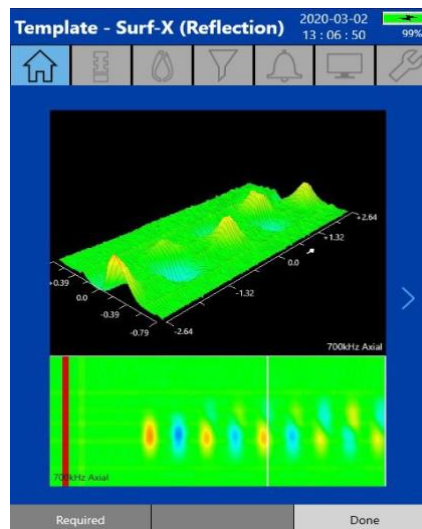 Template - Surf-X (Reflection)
2020-03-02
13 : 06 : 50
99%
+2.64
+1.32
0.0
-1.32
-2.64
+0.39
0.0
-0.39
-0.79
700kHz Axial
700kHz Axial
Required
Done